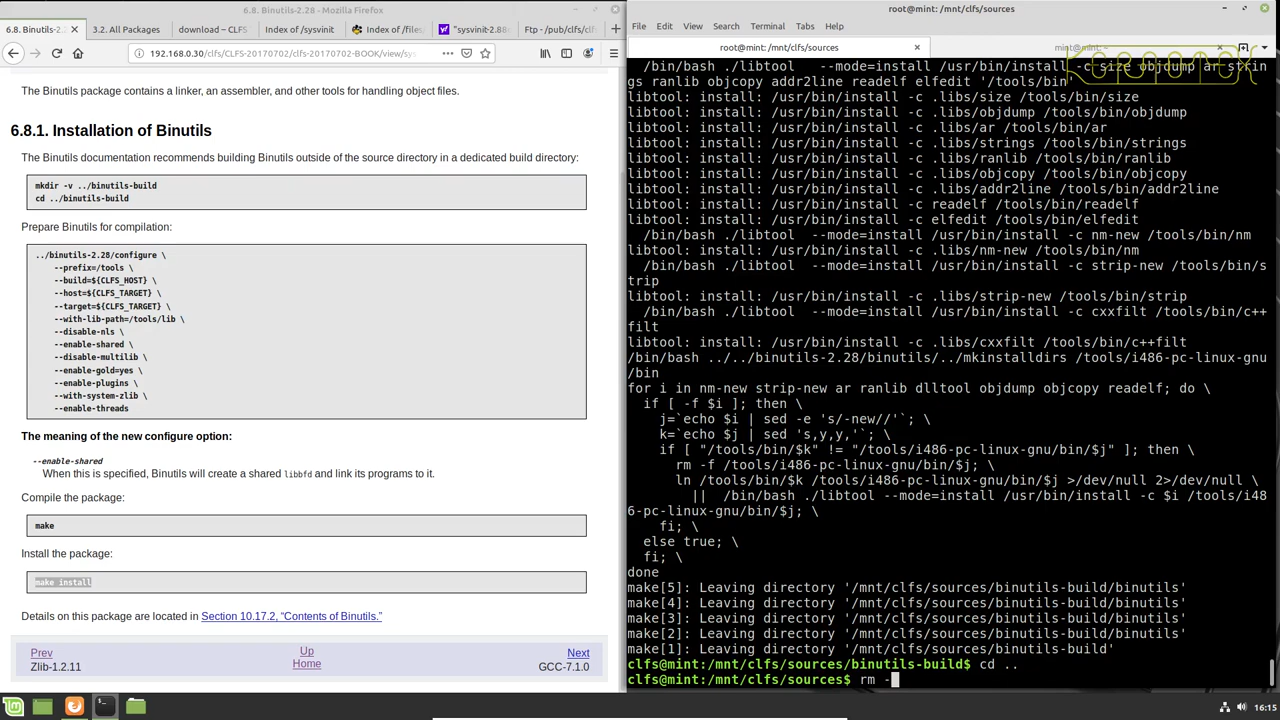 6.8. Binutils-2.28 - Mozilla Firefox
6.8. Binutils-2.
3.2. All Packages
download – CLFS
Index of /sysvinit
Index of /files/
"sysvinit-2.88
Ftp - /pub/clfs/c
192.168.0.30/clfs/CLFS-20170702/clfs-20170702-BOOK/view/sys
The Binutils package contains a linker, an assembler, and other tools for handling object files.
6.8.1. Installation of Binutils
The Binutils documentation recommends building Binutils outside of the source directory in a dedicated build directory:
mkdir -v ../binutils-build
cd ../binutils-build
Prepare Binutils for compilation:
../binutils-2.28/configure \
--prefix=/tools \
--build=${CLFS_HOST} \
--host=${CLFS_TARGET} \
--target=${CLFS_TARGET} \
--with-lib-path=/tools/lib \
--disable-nls \
--enable-shared \
--disable-multilib \
--enable-gold=yes \
--enable-plugins \
--with-system-zlib \
--enable-threads
The meaning of the new configure option:
--enable-shared
When this is specified, Binutils will create a shared libbfd and link its programs to it.
Compile the package:
make
Install the package:
make install
Details on this package are located in Section 10.17.2, “Contents of Binutils.”
Prev
Up
Next
Zlib-1.2.11
Home
GCC-7.1.0
root@mint: /mnt/clfs/sources
File Edit View Search Terminal Tabs Help
root@mint: /mnt/clfs/sources
root@mint: ~
/bin/bash ./libtool   --mode=install /usr/bin/install -c size objdump ar strin
gs ranlib objcopy addr2line readelf elfedit '/tools/bin'
libtool: install: /usr/bin/install -c .libs/size /tools/bin/size
libtool: install: /usr/bin/install -c .libs/objdump /tools/bin/objdump
libtool: install: /usr/bin/install -c .libs/ar /tools/bin/ar
libtool: install: /usr/bin/install -c .libs/strings /tools/bin/strings
libtool: install: /usr/bin/install -c .libs/ranlib /tools/bin/ranlib
libtool: install: /usr/bin/install -c .libs/objcopy /tools/bin/objcopy
libtool: install: /usr/bin/install -c .libs/addr2line /tools/bin/addr2line
libtool: install: /usr/bin/install -c readelf /tools/bin/readelf
libtool: install: /usr/bin/install -c elfedit /tools/bin/elfedit
/bin/bash ./libtool   --mode=install /usr/bin/install -c nm-new /tools/bin/nm
libtool: install: /usr/bin/install -c .libs/nm-new /tools/bin/nm
/bin/bash ./libtool   --mode=install /usr/bin/install -c strip-new /tools/bin/s
trip
libtool: install: /usr/bin/install -c .libs/strip-new /tools/bin/strip
/bin/bash ./libtool   --mode=install /usr/bin/install -c cxxfilt /tools/bin/c++
filt
libtool: install: /usr/bin/install -c .libs/cxxfilt /tools/bin/c++filt
/bin/bash ../../binutils-2.28/binutils/../mkinstalldirs /tools/i486-pc-linux-gnu
/bin
for i in nm-new strip-new ar ranlib dlltool objdump objcopy readelf; do \
if [ -f $i ]; then \
j=`echo $i | sed -e 's/-new//'`; \
k=`echo $j | sed 's,y,y,'`; \
if [ "/tools/bin/$k" != "/tools/i486-pc-linux-gnu/bin/$j" ]; then \
rm -f /tools/i486-pc-linux-gnu/bin/$j; \
ln /tools/bin/$k /tools/i486-pc-linux-gnu/bin/$j >/dev/null 2>/dev/null \
||  /bin/bash ./libtool --mode=install /usr/bin/install -c $i /tools/i48
6-pc-linux-gnu/bin/$j; \
fi; \
else true; \
fi; \
done
make[5]: Leaving directory '/mnt/clfs/sources/binutils-build/binutils'
make[4]: Leaving directory '/mnt/clfs/sources/binutils-build/binutils'
make[3]: Leaving directory '/mnt/clfs/sources/binutils-build/binutils'
make[2]: Leaving directory '/mnt/clfs/sources/binutils-build/binutils'
make[1]: Leaving directory '/mnt/clfs/sources/binutils-build'
clfs@mint:/mnt/clfs/sources/binutils-build$ cd ..
clfs@mint:/mnt/clfs/sources$ rm -
16:15